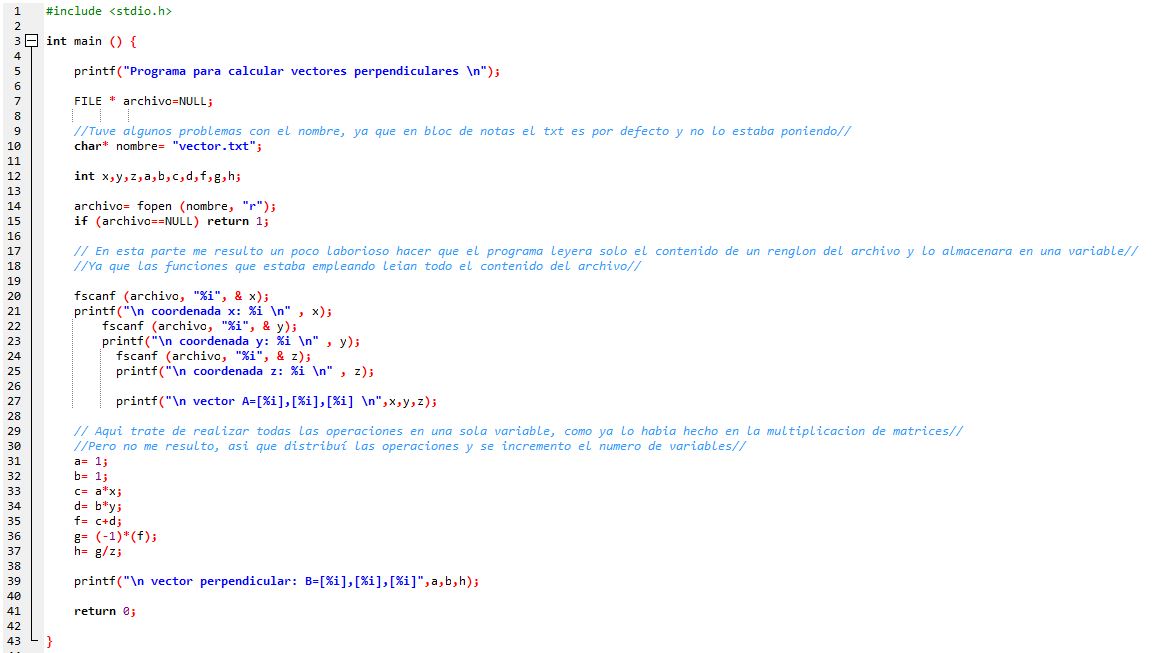 1 #include <stdio.h>
2
3 int main () {
4
5 printf("Programa para calcular vectores perpendiculares \n");
6
7 FILE * archivo=NULL;
8
9 //Tuve algunos problemas con el nombre, ya que en bloc de notas el txt es por defecto y no lo estaba poniendo//
10 char* nombre= "vector.txt";
11
12 int x,y,z,a,b,c,d,f,g,h;
13
14 archivo= fopen (nombre, "r");
15 if (archivo==NULL) return 1;
16
17 // En esta parte me resulto un poco laborioso hacer que el programa leyera solo el contenido de un renglon del archivo y lo almacenara en una variable//
18 //Ya que las funciones que estaba empleando leian todo el contenido del archivo//
19
20 fscanf (archivo, "%i", & x);
21 printf("\n coordenada x: %i \n" , x);
22 fscanf (archivo, "%i", & y);
23 printf("\n coordenada y: %i \n" , y);
24 fscanf (archivo, "%i", & z);
25 printf("\n coordenada z: %i \n" , z);
26
27 printf("\n vector A=[%i],[%i],[%i] \n",x,y,z);
28
29 // Aqui trate de realizar todas las operaciones en una sola variable, como ya lo habia hecho en la multiplicacion de matrices//
30 //Pero no me resulto, asi que distribuí las operaciones y se incremento el numero de variables//
31 a= 1;
32 b= 1;
33 c= a*x;
34 d= b*y;
35 f= c+d;
36 g= (-1)*(f);
37 h= g/z;
38
39 printf("\n vector perpendicular: B=[%i],[%i],[%i]",a,b,h);
40
41 return 0;
42
43 }